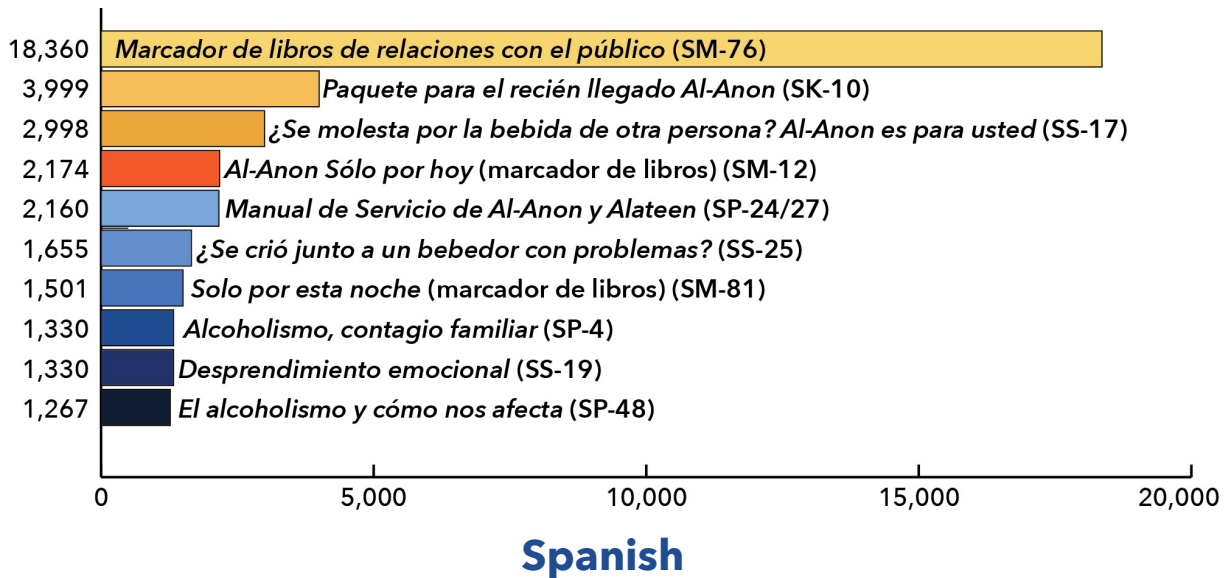 18,360 Marcador de libros de relaciones con el público (SM-76)
3,999 Paquete para el recién llegado Al-Anon (SK-10)
2,998 ¿Se molesta por la bebida de otra persona? Al-Anon es para usted (SS-17)
2,174 Al-Anon Sólo por hoy (marcador de libros) (SM-12)
2,160 Manual de Servicio de Al-Anon y Alateen (SP-24/27)
1,655 ¿Se crió junto a un bebedor con problemas? (SS-25)
1,501 Solo por esta noche (marcador de libros) (SM-81)
1,330 Alcoholismo, contagio familiar (SP-4)
1,330 Desprendimiento emocional (SS-19)
1,267 El alcoholismo y cómo nos afecta (SP-48)
0 5,000 10,000 15,000 20,000
Spanish